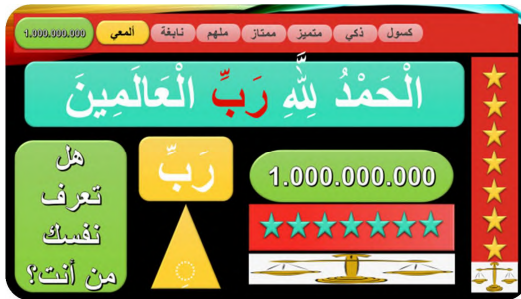 كسول ذكي متميز ممتاز ملهم نابغة ألمعي 1.000.000.000
الْحَمْدُ لِلَّهِ رَبِّ الْعَالَمِينَ
هل
تعرف
نفسك
من أنت؟
رَبِّ
1.000.000.000